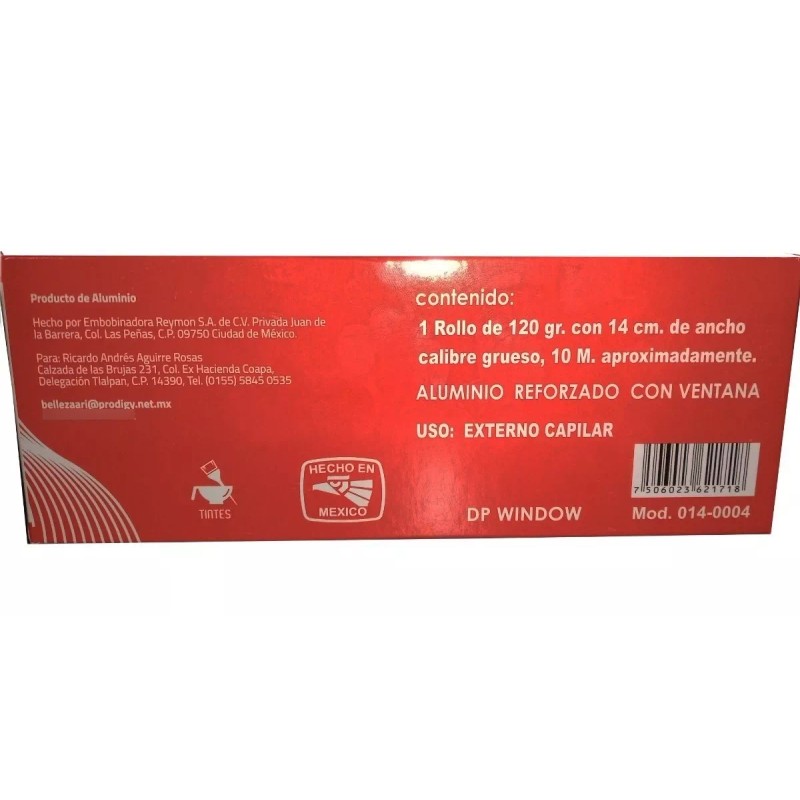 Producto de Aluminio
Hecho por Embobinadora Reymon S.A. de C.V. Privada Juan de
la Barrera, Col. Las Peñas, C.P. 09750 Ciudad de México.
Para: Ricardo Andrés Aguirre Rosas
Calzada de las Brujas 231, Col. Ex Hacienda Coapa,
Delegación Tlalpan, C.P. 14390, Tel. (0155) 5845 0535
bellezaari@prodigy.net.mx
TINTES
HECHO EN
MEXICO
contenido:
1 Rollo de 120 gr. con 14 cm. de ancho
calibre grueso, 10 M. aproximadamente.
ALUMINIO REFORZADO CON VENTANA
USO: EXTERNO CAPILAR
7 506023 621718
DP WINDOW
Mod. 014-0004